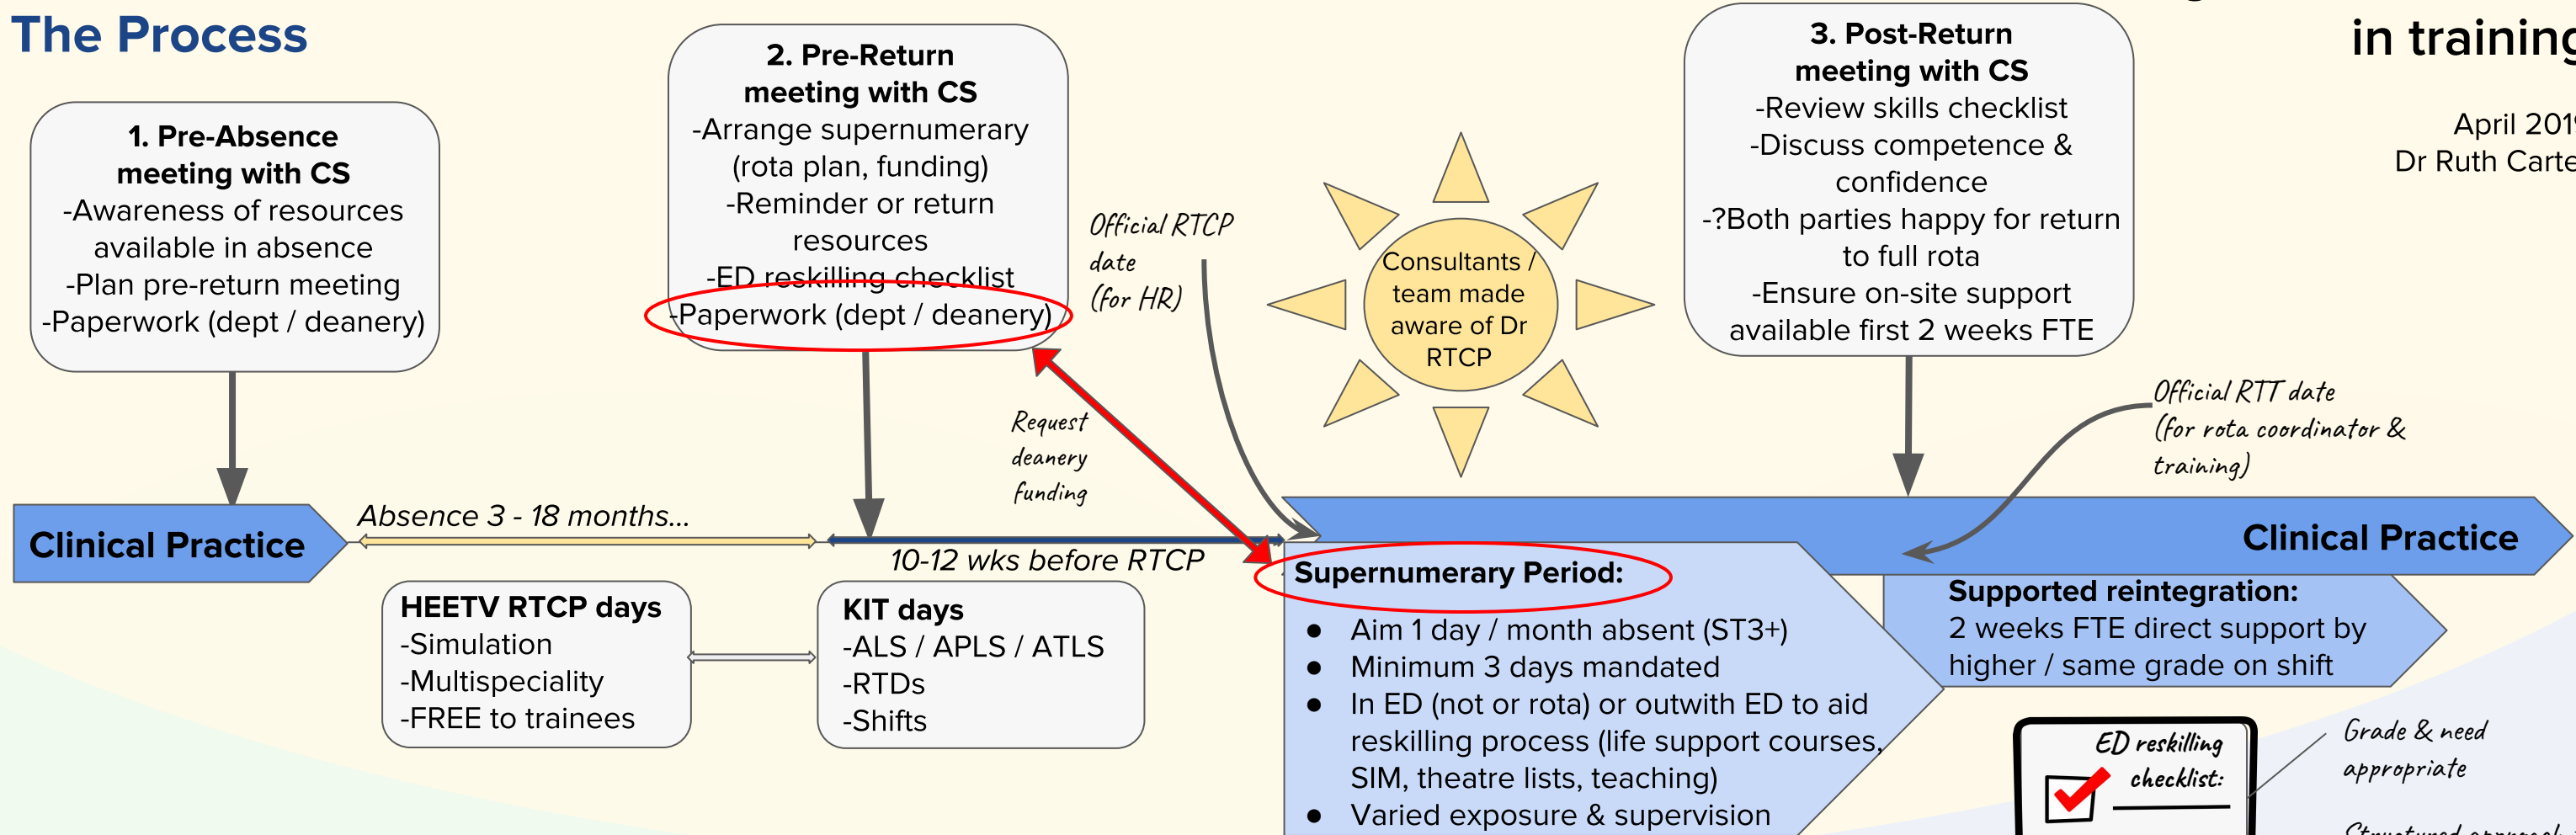 The Process
in training
April 2019
Dr Ruth Carte
1. Pre-Absence
meeting with CS
-Awareness of resources
available in absence
-Plan pre-return meeting
-Paperwork (dept / deanery)
2. Pre-Return
meeting with CS
-Arrange supernumerary
(rota plan, funding)
-Reminder or return
resources
-ED reskilling checklist
-Paperwork (dept / deanery)
Official RTCP
date
(for HR)
Consultants /
team made
aware of Dr
RTCP
3. Post-Return
meeting with CS
-Review skills checklist
-Discuss competence &
confidence
-?Both parties happy for return
to full rota
-Ensure on-site support
available first 2 weeks FTE
Request
deanery
funding
Official RTT date
(for rota coordinator &
training)
Clinical Practice
Absence 3 - 18 months...
10-12 wks before RTCP
Clinical Practice
HEETV RTCP days
-Simulation
-Multispeciality
-FREE to trainees
KIT days
-ALS / APLS / ATLS
-RTDs
-Shifts
Supernumerary Period:
● Aim 1 day / month absent (ST3+)
● Minimum 3 days mandated
● In ED (not or rota) or outwith ED to aid
reskilling process (life support courses,
SIM, theatre lists, teaching)
● Varied exposure & supervision
Supported reintegration:
2 weeks FTE direct support by
higher / same grade on shift
ED reskilling
checklist:
Grade & need
appropriate